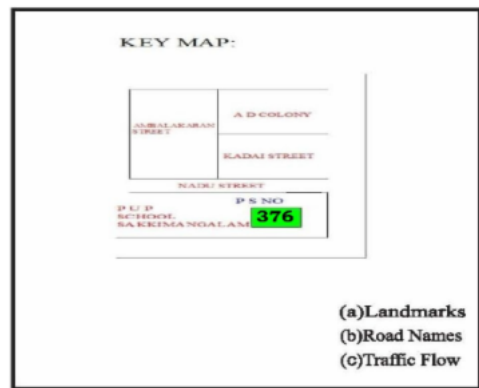 KEY MAP:
A D COLONY
AMBALAKARAN
STREET
KADAI STREET
NADU STREET
P S NO
376
P U P
SCHOOL
SAKKIMANGALAM
(a)Landmarks
(b)Road Names
(c)Traffic Flow